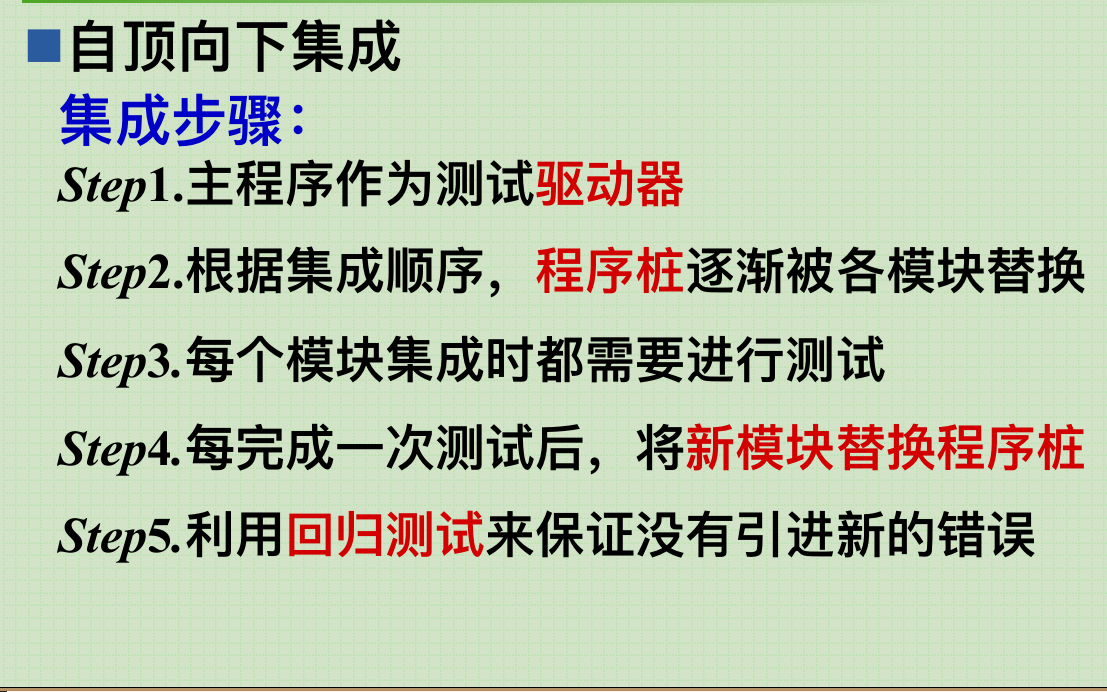 自顶向下集成
集成步骤：
Step1.主程序作为测试驱动器
Step2.根据集成顺序，程序桩逐渐被各模块替换
Step3.每个模块集成时都需要进行测试
Step4.每完成一次测试后，将新模块替换程序桩
Step5.利用回归测试来保证没有引进新的错误